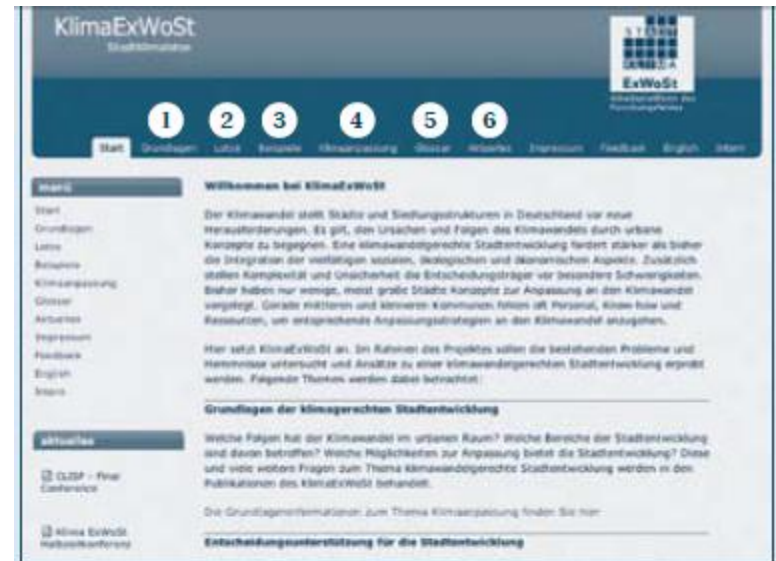 KlimaExWoSt
Stadtklimalotse
ExWoSt
1 2 3 4 5 6
Start Grundlagen Lotse Beispiele Klimaanpassung Glossar Aktuelles Impressum Feedback English Intern
menü
Start
Grundlagen
Lotse
Beispiele
Klimaanpassung
Glossar
Aktuelles
Impressum
Feedback
English
Intern
aktuelles
CLISP - Final
Conference
Klima ExWoSt
Halbzeitkonferenz
Willkommen bei KlimaExWoSt
Der Klimawandel stellt Städte und Siedlungsstrukturen in Deutschland vor neue
Herausforderungen. Es gilt, den Ursachen und Folgen des Klimawandels durch urbane
Konzepte zu begegnen. Eine klimawandelgerechte Stadtentwicklung fordert stärker als bisher
die Integration der vielfältigen sozialen, ökologischen und ökonomischen Aspekte. Zusätzlich
stellen Komplexität und Unsicherheit die Entscheidungsträger vor besondere Schwierigkeiten.
Bisher haben nur wenige, meist große Städte Konzepte zur Anpassung an den Klimawandel
vorgelegt. Gerade mittleren und kleineren Kommunen fehlen oft Personal, Know-how und
Ressourcen, um entsprechende Anpassungsstrategien an den Klimawandel anzugehen.
Hier setzt KlimaExWoSt an. Im Rahmen des Projektes sollen die bestehenden Probleme und
Hemmnisse untersucht und Ansätze zu einer klimawandelgerechten Stadtentwicklung erprobt
werden. Folgende Themen werden dabei betrachtet:
Grundlagen der klimagerechten Stadtentwicklung
Welche Folgen hat der Klimawandel im urbanen Raum? Welche Bereiche der Stadtentwicklung
sind davon betroffen? Welche Möglichkeiten zur Anpassung bietet die Stadtentwicklung? Diese
und viele weitere Fragen zum Thema klimawandelgerechte Stadtentwicklung werden in den
Publikationen des KlimaExWoSt behandelt.
Die Grundlageninformationen zum Thema Klimaanpassung finden Sie hier
Entscheidungsunterstützung für die Stadtentwicklung